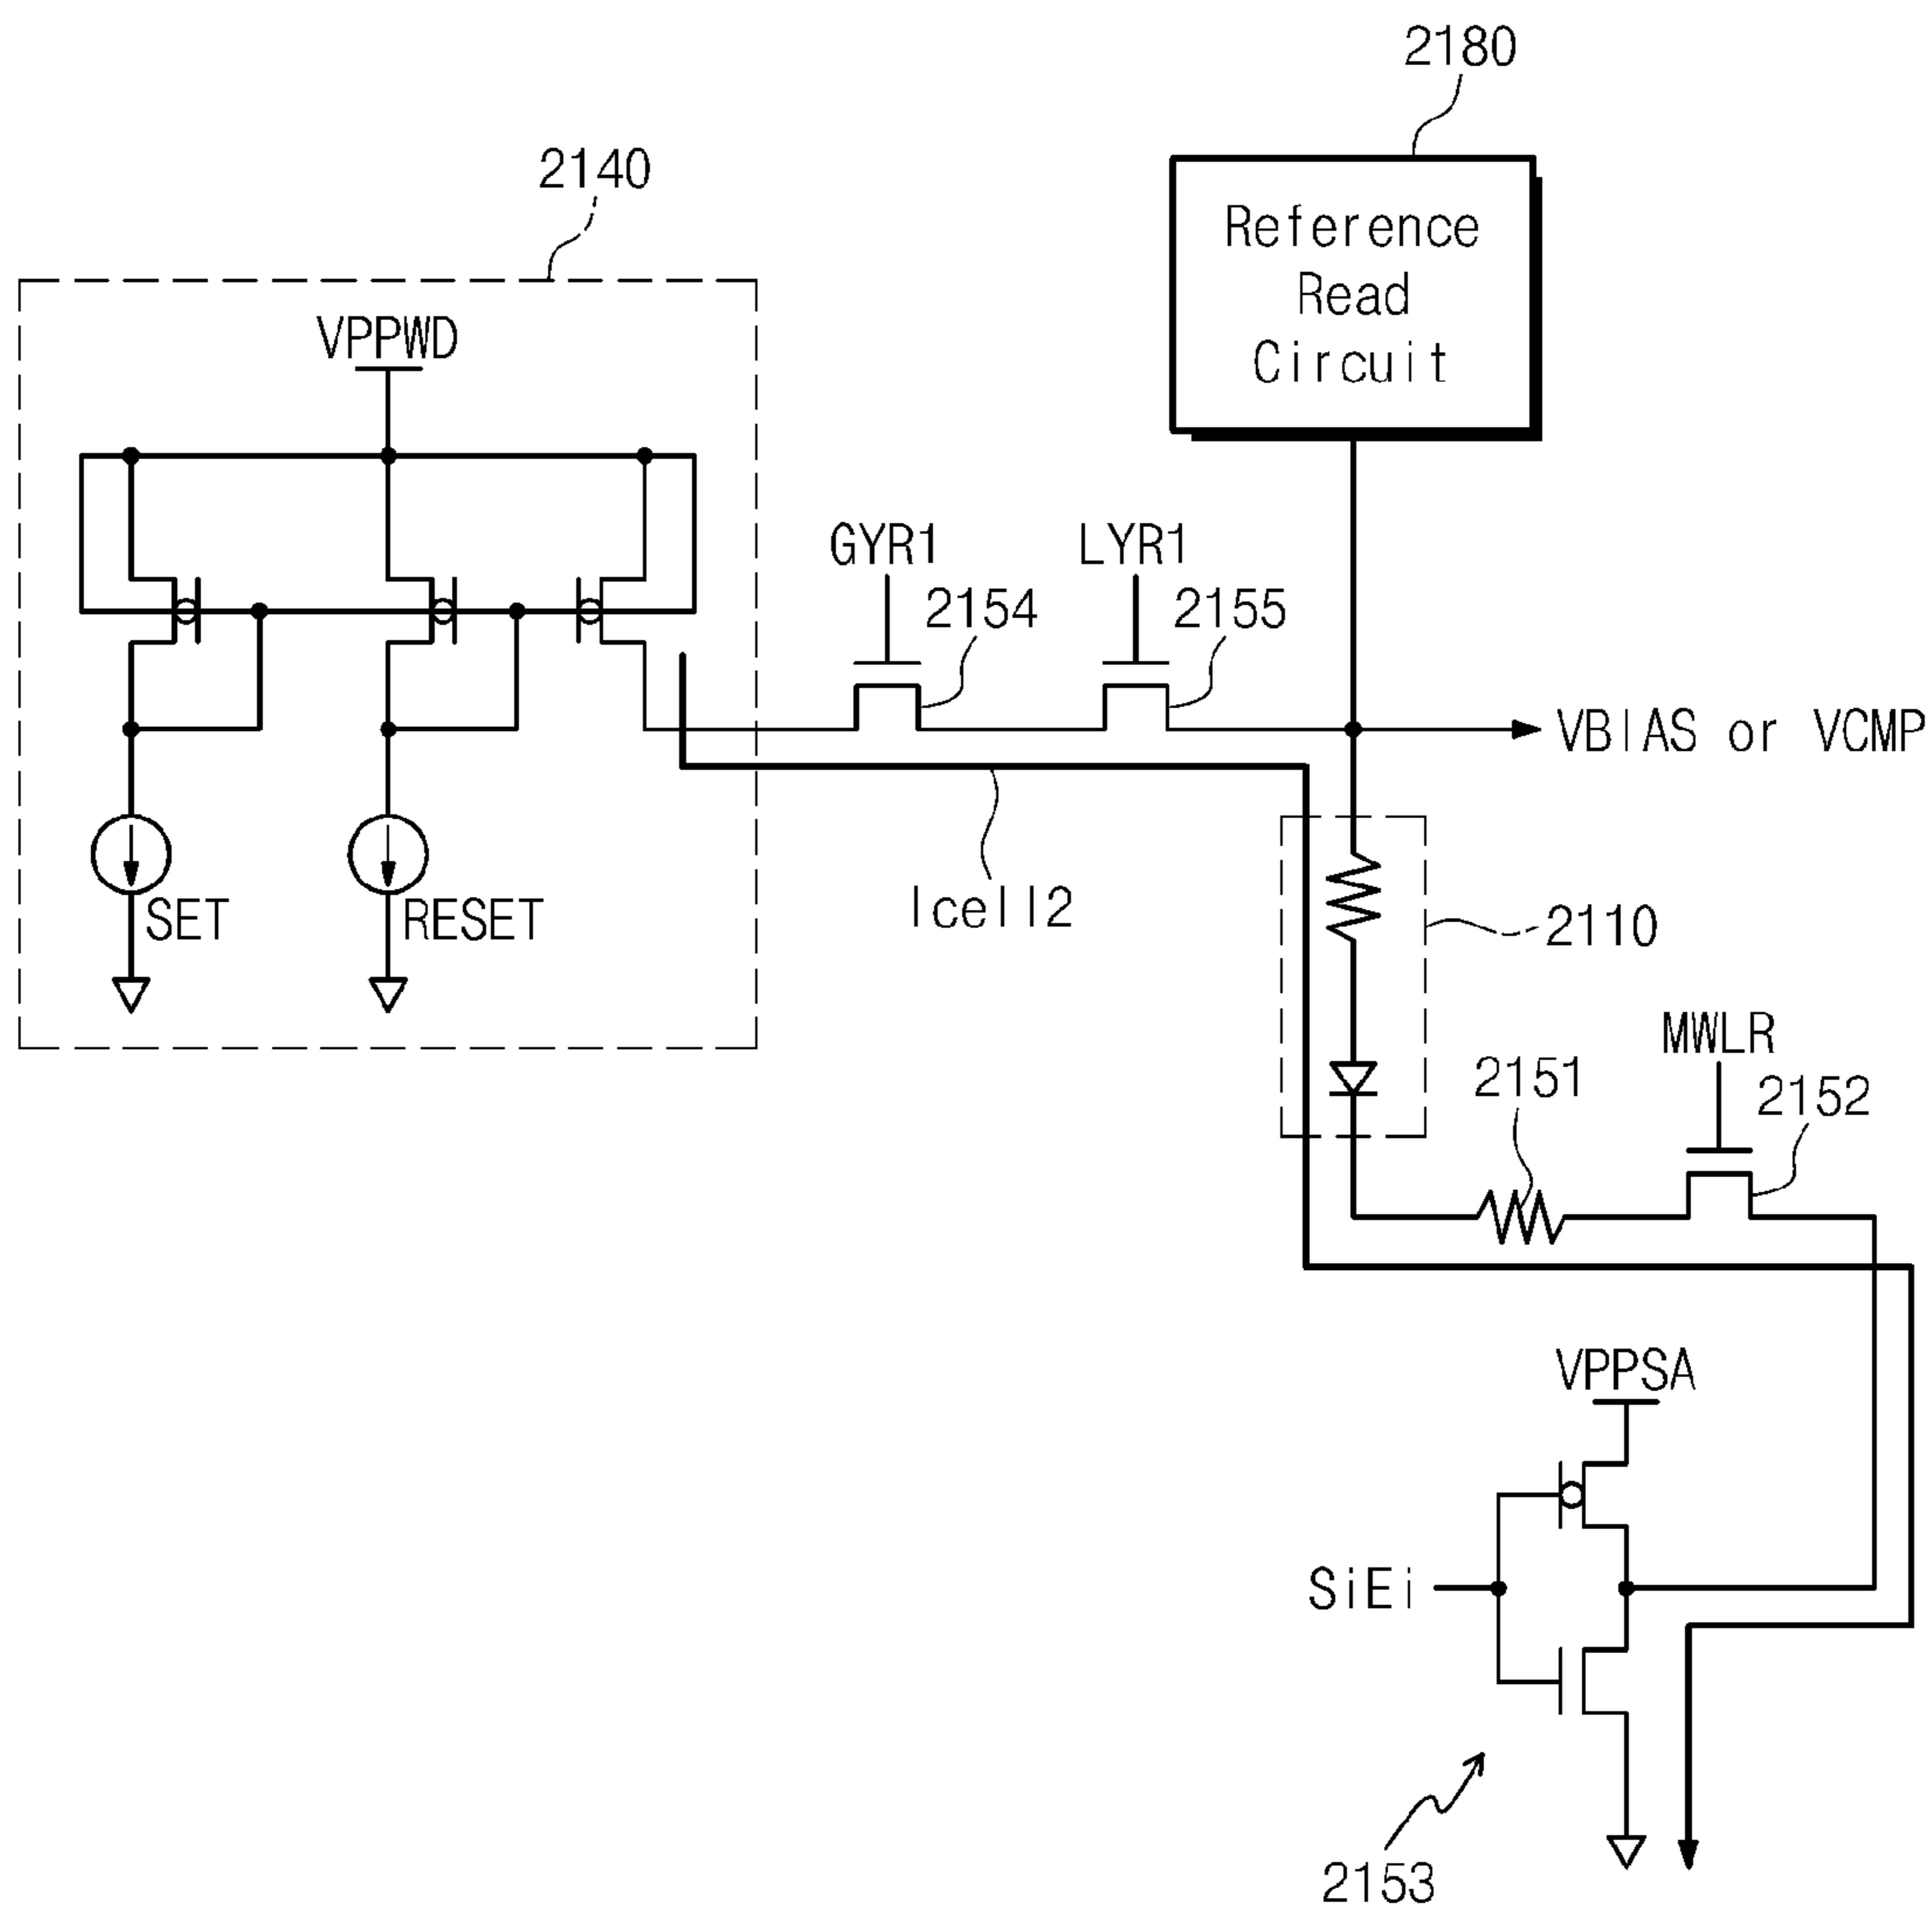 2180
2140
Reference
Read
Circuit
VPPWD
GYR1
LYR1
2154
2155
VBIAS or VCMP
SET
RESET
Icell2
2110
MWLR
2151
2152
VPPSA
SiEi
2153